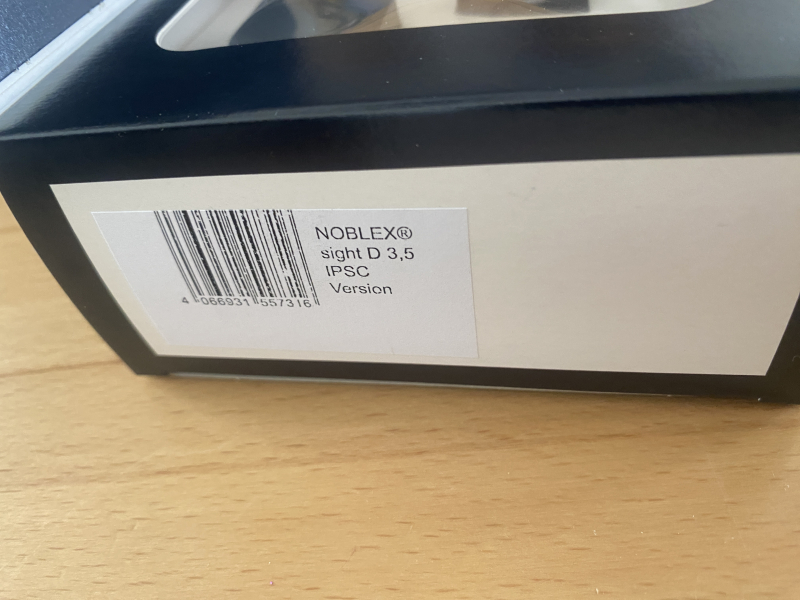 NOBLEX®
sight D 3,5
IPSC
Version
4 066931 557316